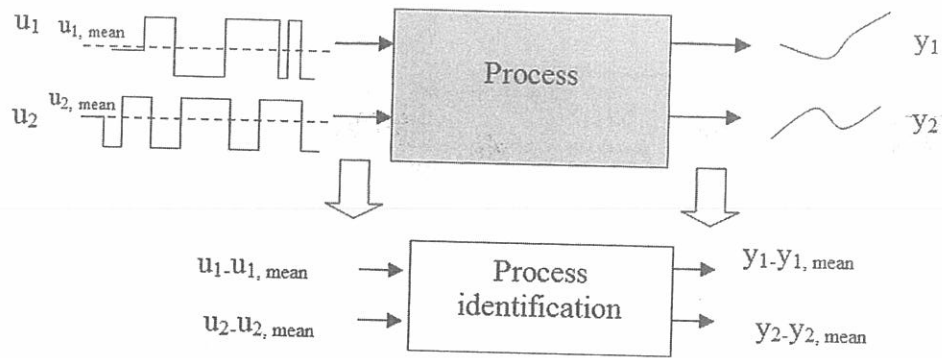 u1 u1, mean
Process
y1
u2 u2, mean
y2
u1-u1, mean
Process
identification
y1-y1, mean
u2-u2, mean
y2-y2, mean